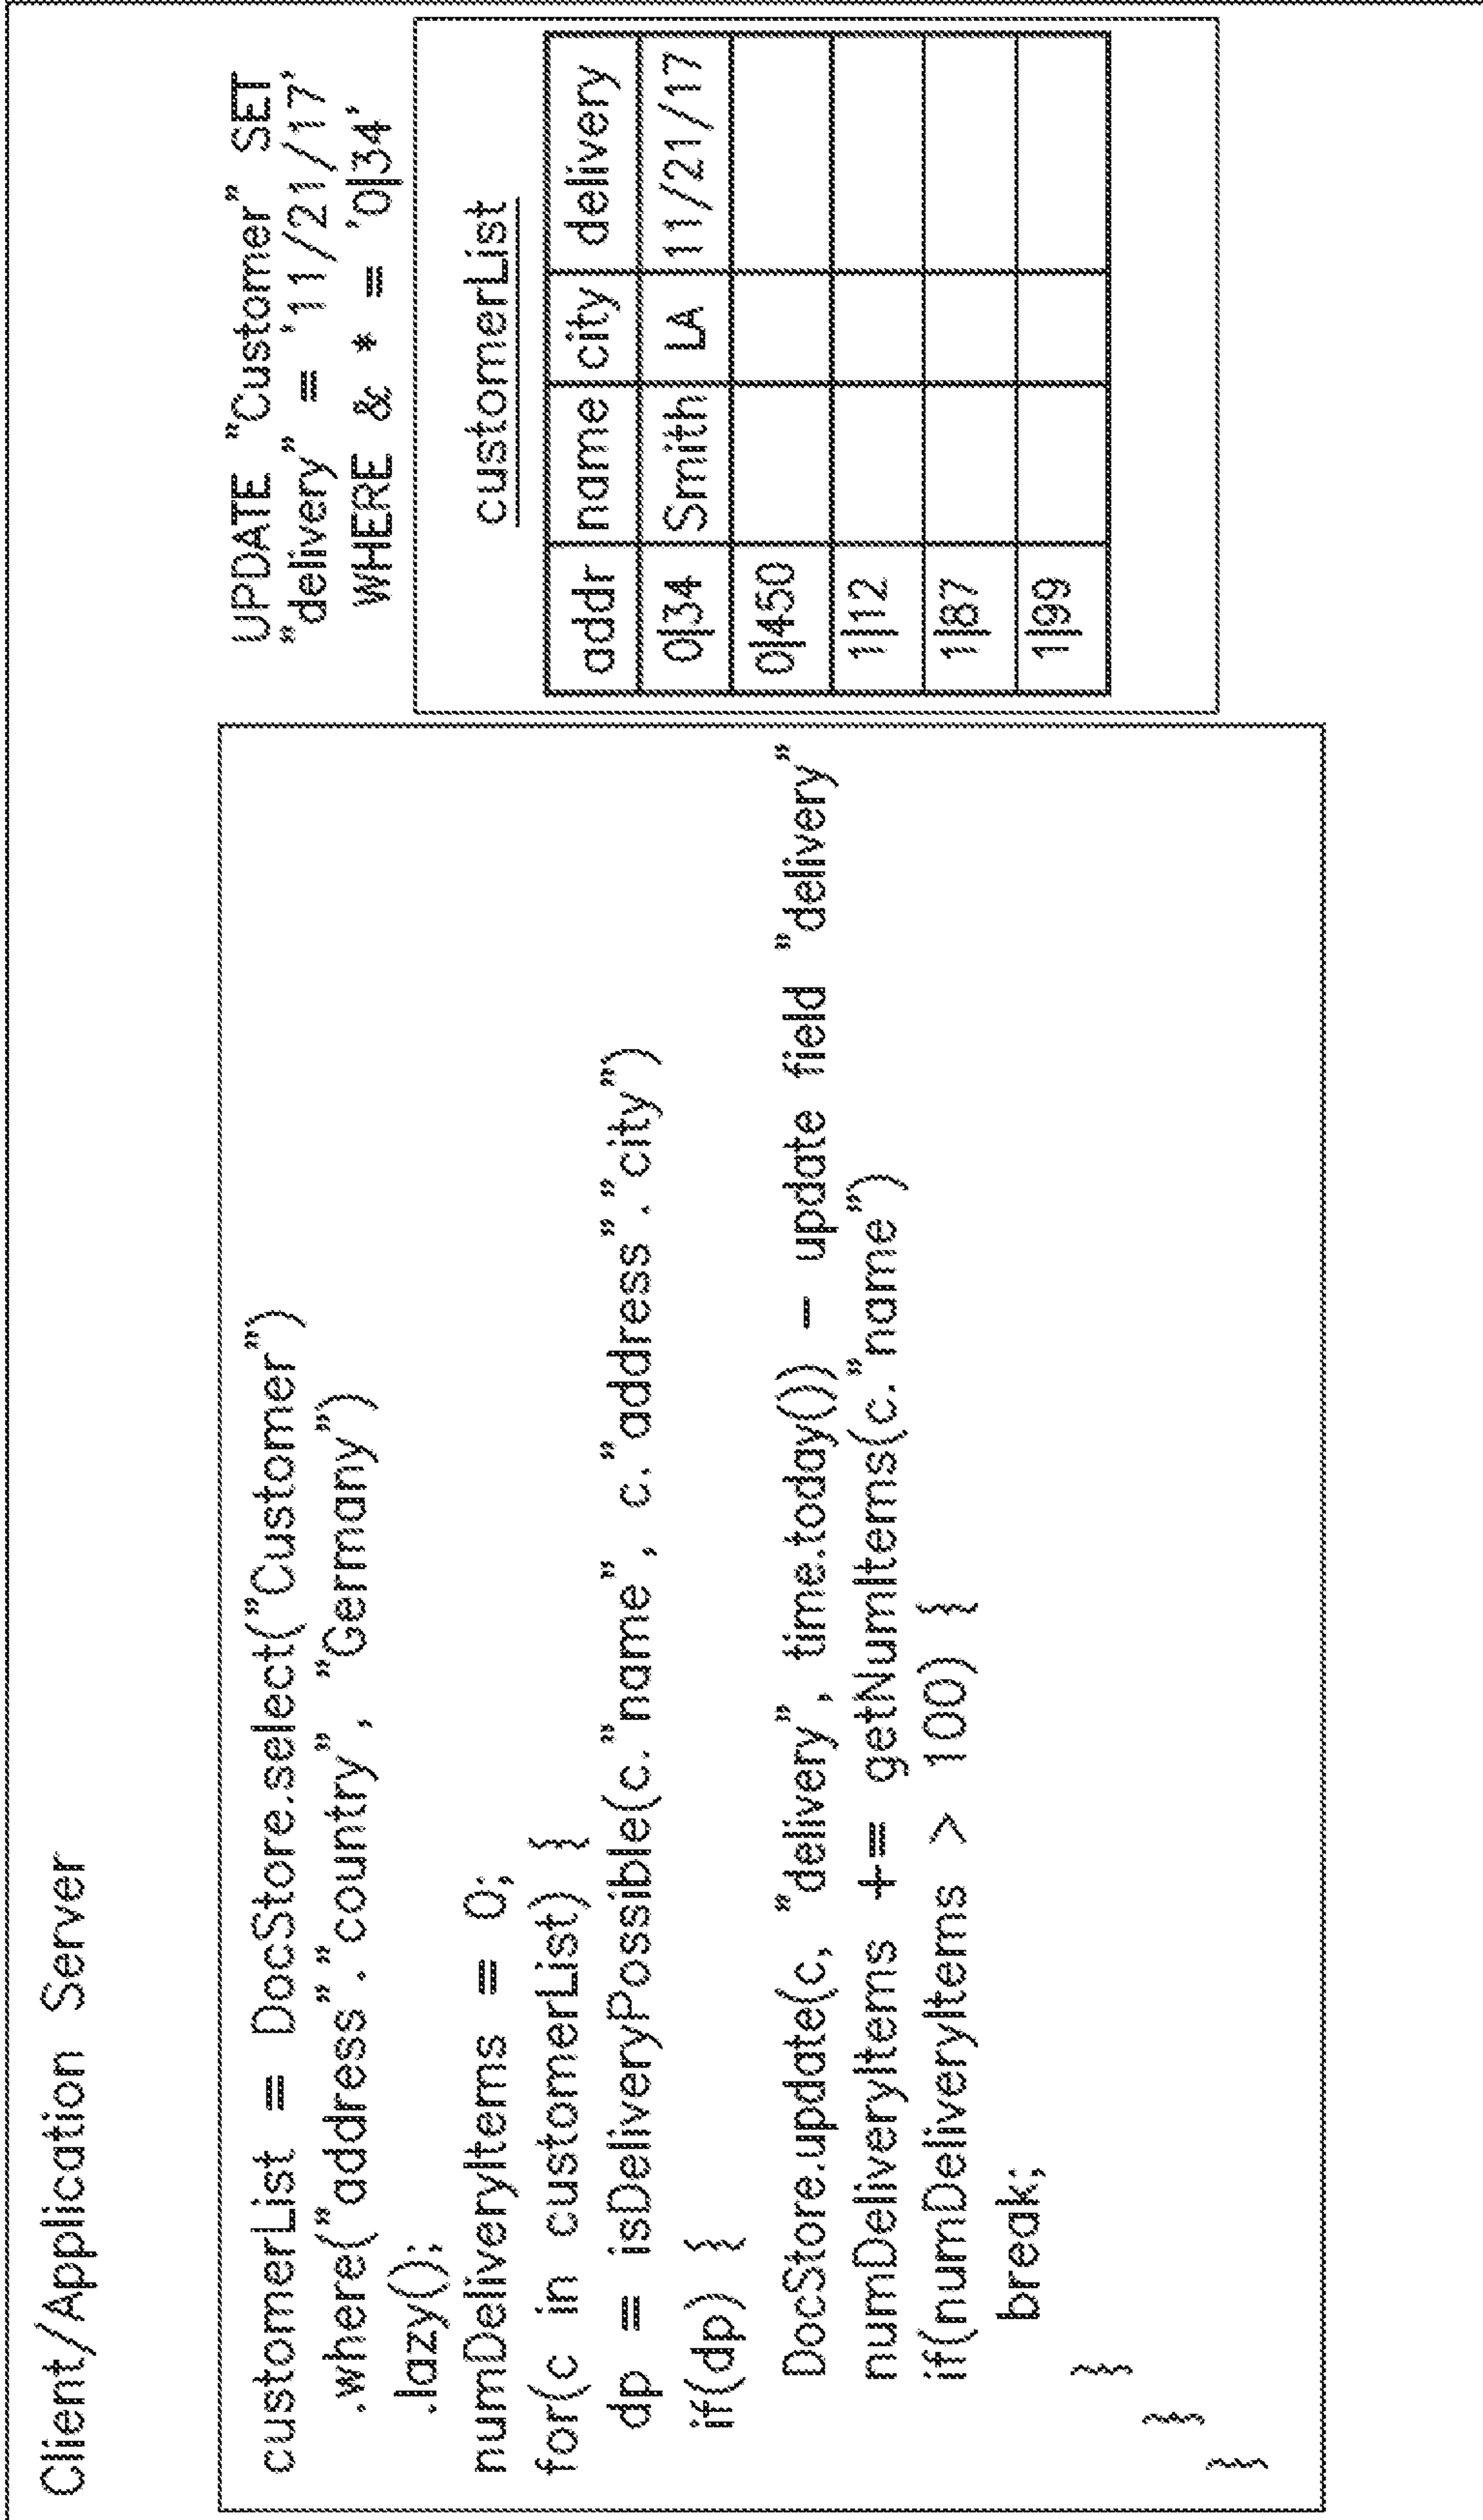 Client/Application Server
customerList = DocStore.select("Customer")
.where("address"."country", "Germany")
.lazy();
numDeliveryItems = 0;
for(c in customerList) {
dp = isDeliveryPossible(c."name", c."address"."city")
if(dp) {
DocStore.update(c, "delivery", time.today()) – update field "delivery"
numDeliveryItems += getNumItems(c."name")
if(numDeliveryItems > 100) {
break;
}
}
}
UPDATE "Customer" SET
"delivery" = '11/21/17'
WHERE & * = '0|34'
customerList
addr name city delivery
0|34 Smith LA 11/21/17
0|450
1|12
1|87
1|99